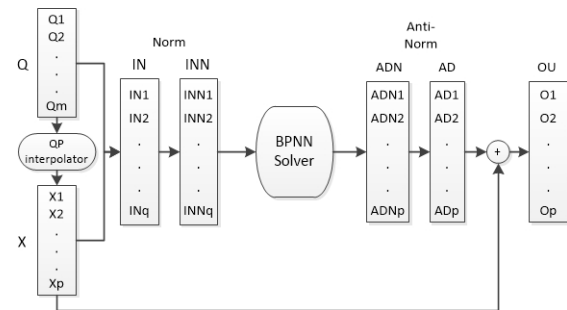 Q
Q1
Q2
.
.
.
Qm
QP
interpolator
X
X1
X2
.
.
.
Xp
Norm
IN
IN1
IN2
.
.
.
INq
INN
INN1
INN2
.
.
.
INNq
BPNN
Solver
Anti-
Norm
ADN
ADN1
ADN2
.
.
.
ADNp
AD
AD1
AD2
.
.
.
ADp
+
OU
O1
O2
.
.
.
Op